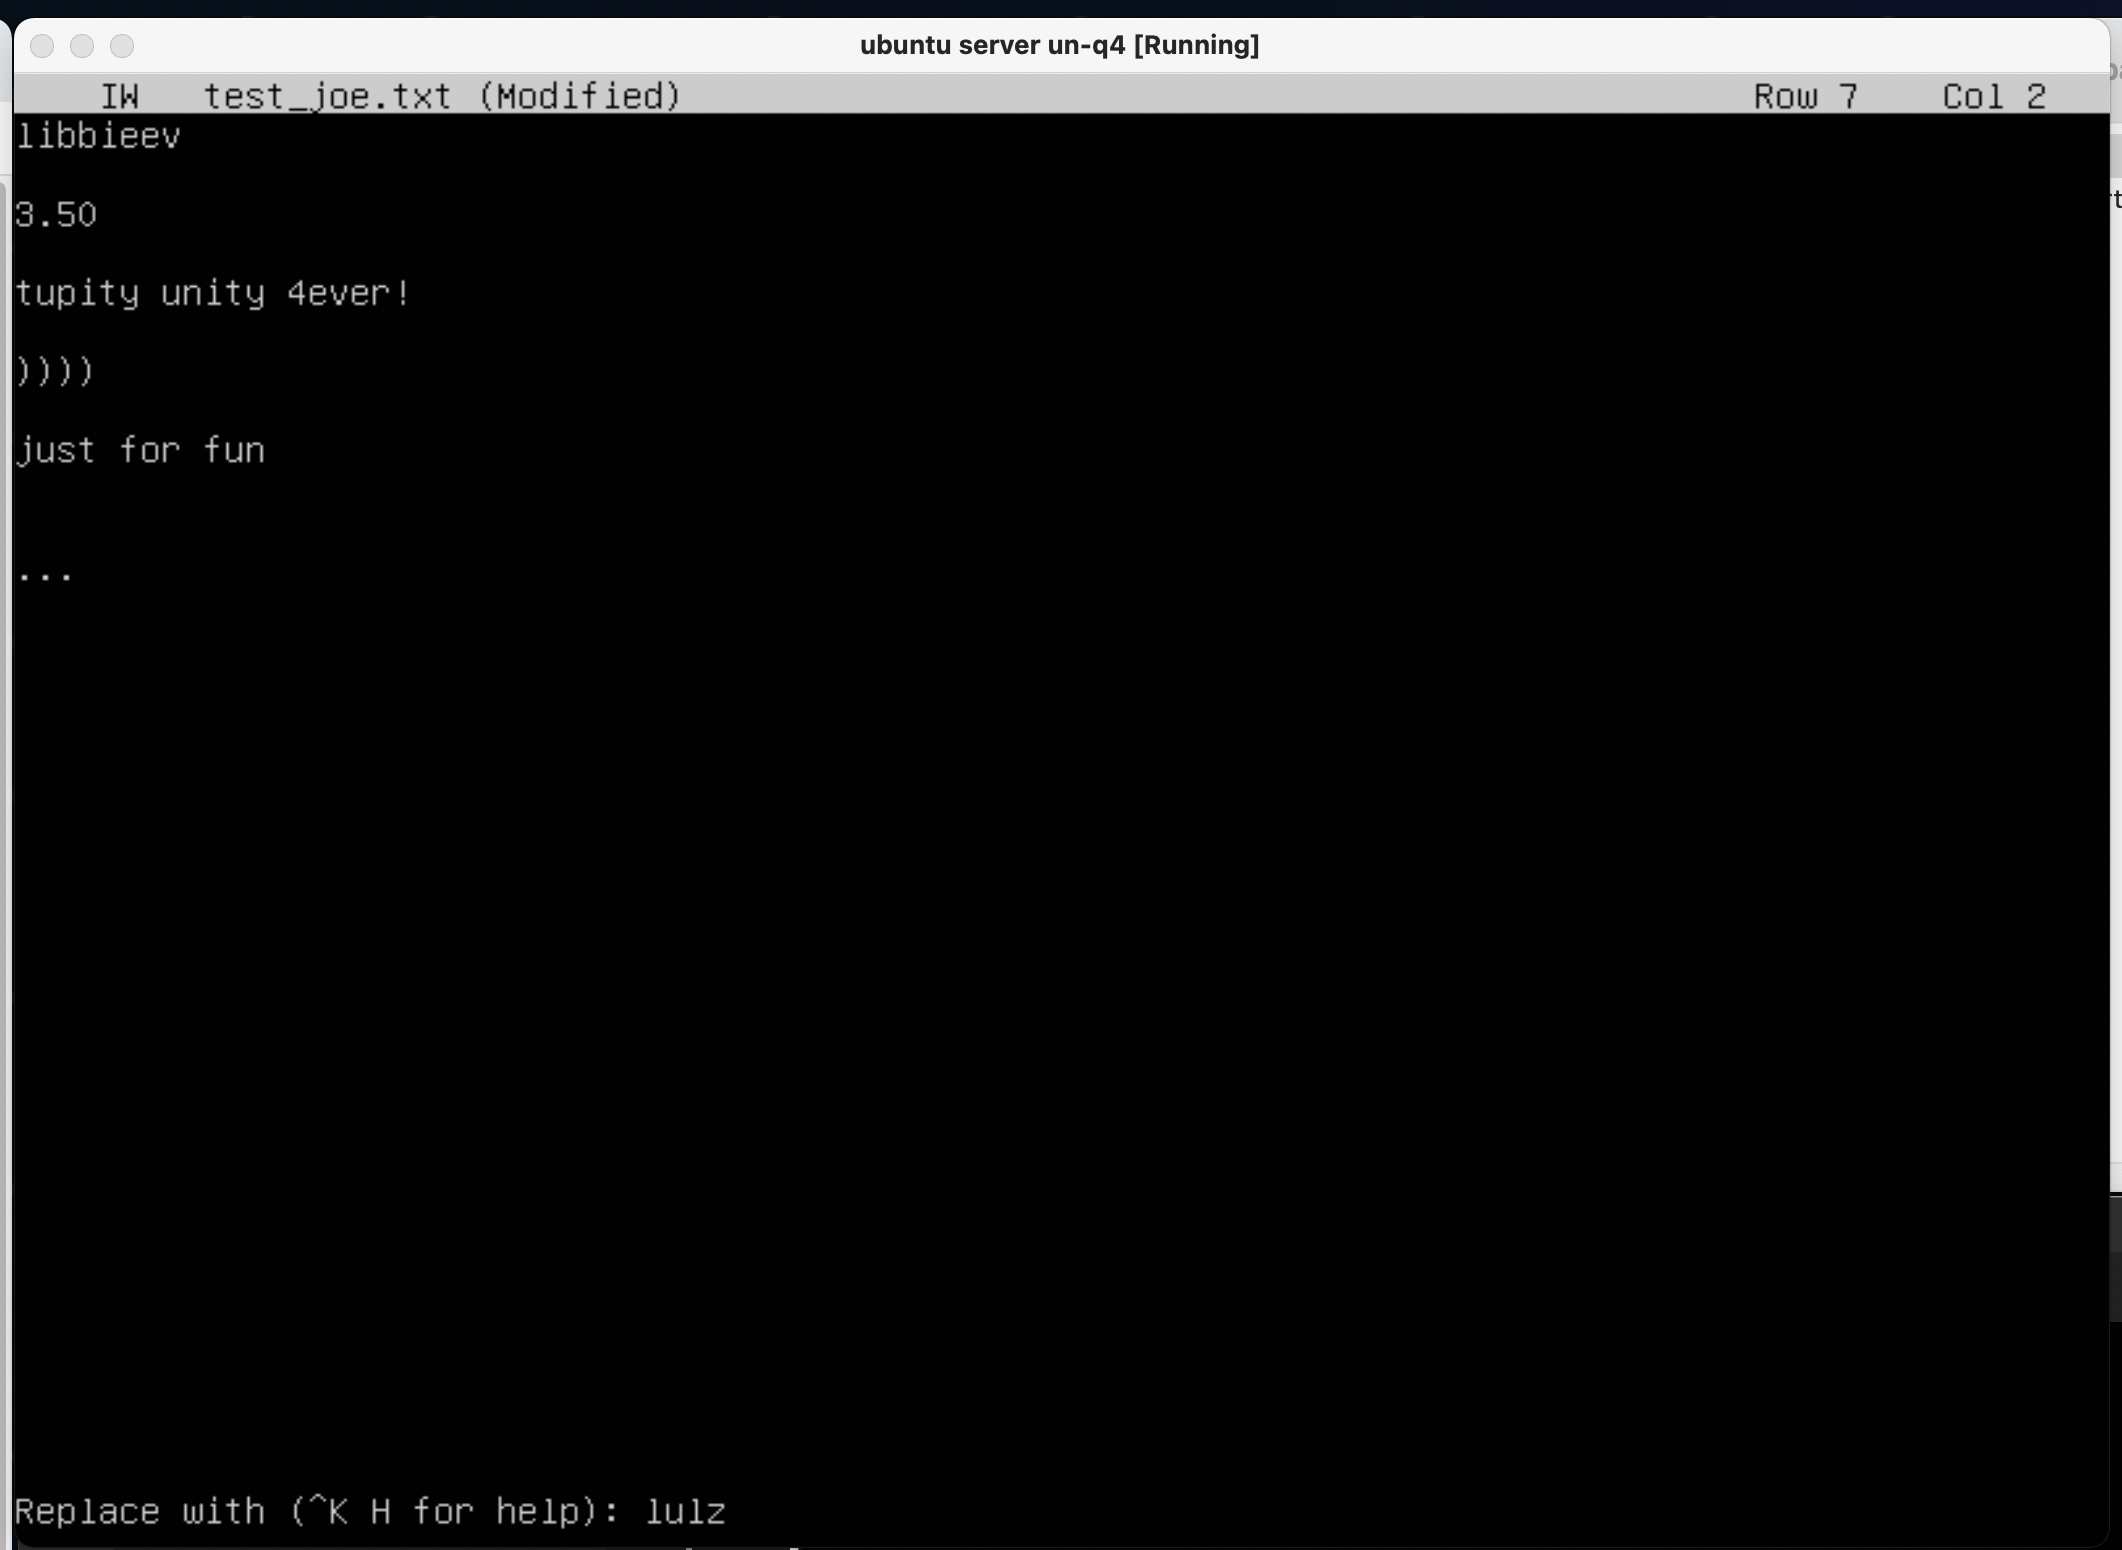 ubuntu server un-q4 [Running]
IW test_joe.txt (Modified) Row 7 Col 2
libbieev
3.50
tupity unity 4ever!
))))
just for fun
...
Replace with (^K H for help): lulz